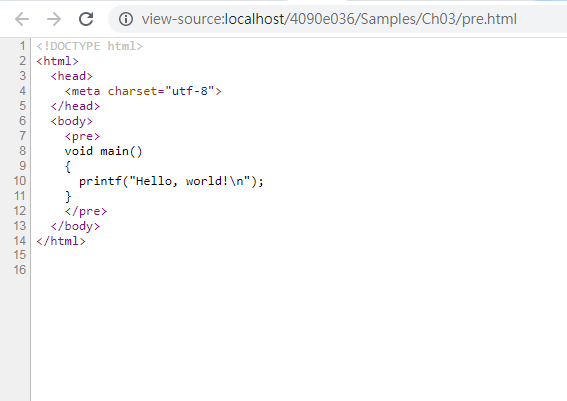 view-source:localhost/4090e036/Samples/Ch03/pre.html
1 <!DOCTYPE html>
2 <html>
3   <head>
4     <meta charset="utf-8">
5   </head>
6   <body>
7     <pre>
8     void main()
9     {
10       printf("Hello, world!\n");
11     }
12     </pre>
13   </body>
14 </html>
15
16